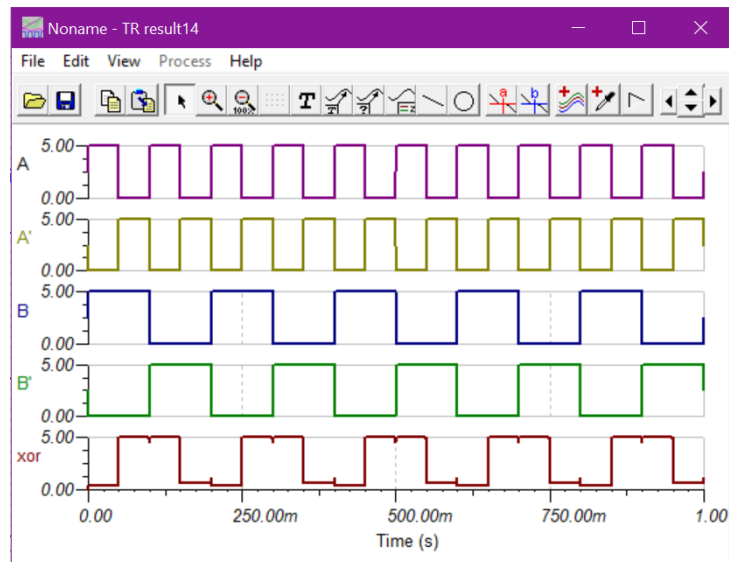 Noname - TR result14
File Edit View Process Help
100% T T ? a b
A 5.00
0.00
A' 5.00
0.00
B 5.00
0.00
B' 5.00
0.00
xor 5.00
0.00
0.00 250.00m 500.00m 750.00m 1.00
Time (s)